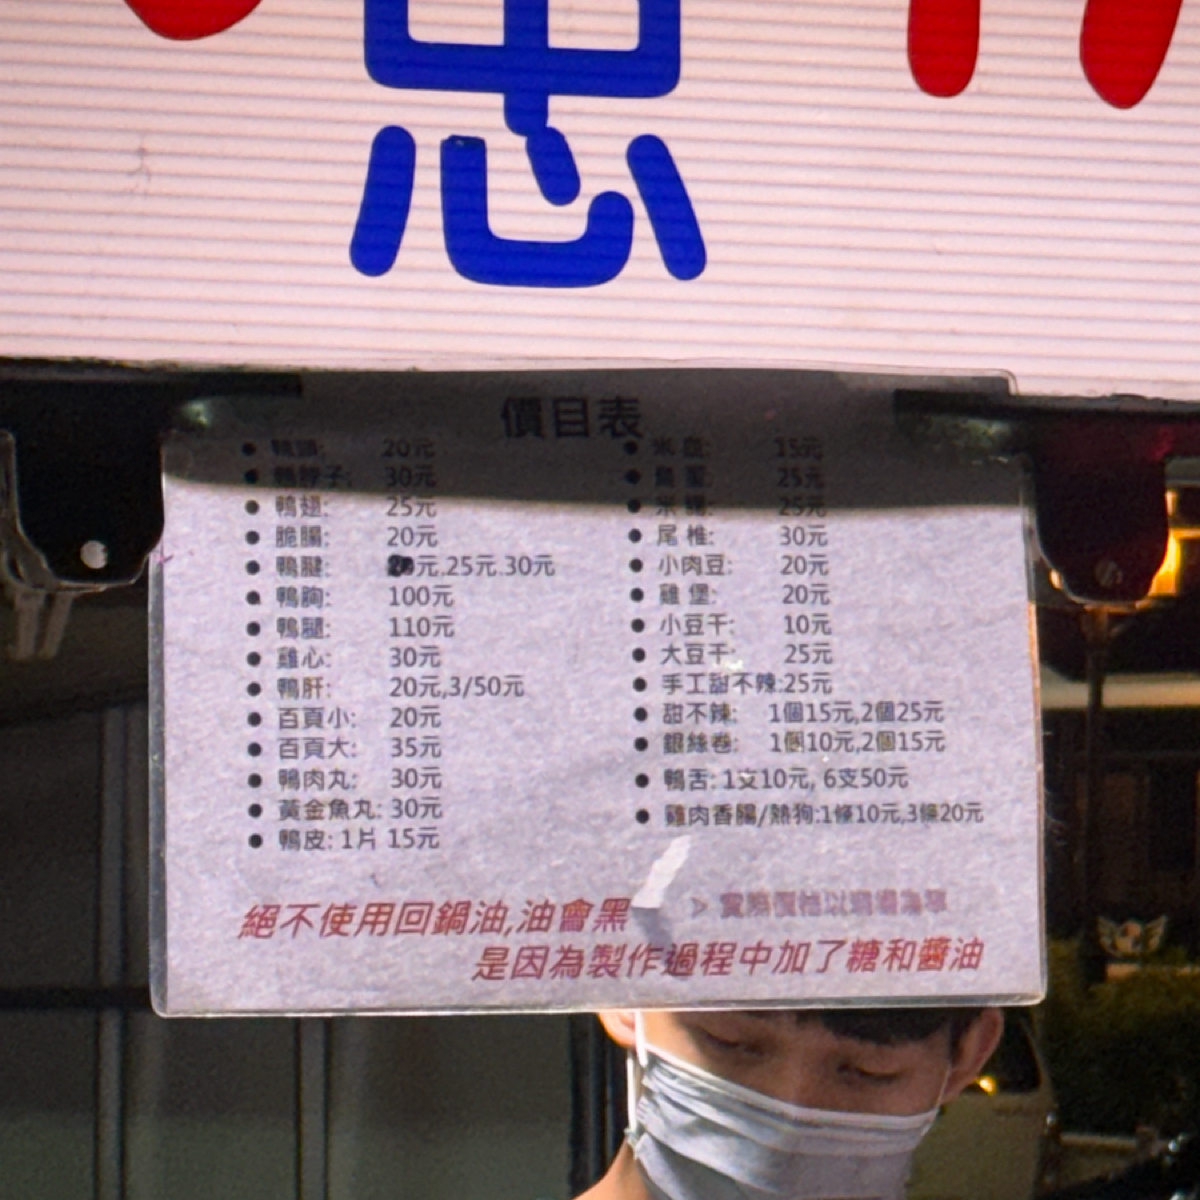 價目表
鴨頭: 20元
鴨脖子: 30元
鴨翅: 25元
脆腸: 20元
鴨腱: 元.25元.30元
鴨胸: 100元
鴨腿: 110元
雞心: 30元
鴨肝: 20元,3/50元
百頁小: 20元
百頁大: 35元
鴨肉丸: 30元
黃金魚丸: 30元
鴨皮: 1片 15元
米血: 15元
25元
25元
尾椎: 30元
小肉豆: 20元
雞堡: 20元
小豆干: 10元
大豆干: 25元
手工甜不辣:25元
甜不辣: 1個15元,2個25元
銀絲卷: 1個10元,2個15元
鴨舌: 1支10元, 6支50元
雞肉香腸/熱狗:1條10元,3條20元
> 實際價格以現場為準
絕不使用回鍋油,油會黑
是因為製作過程中加了糖和醬油